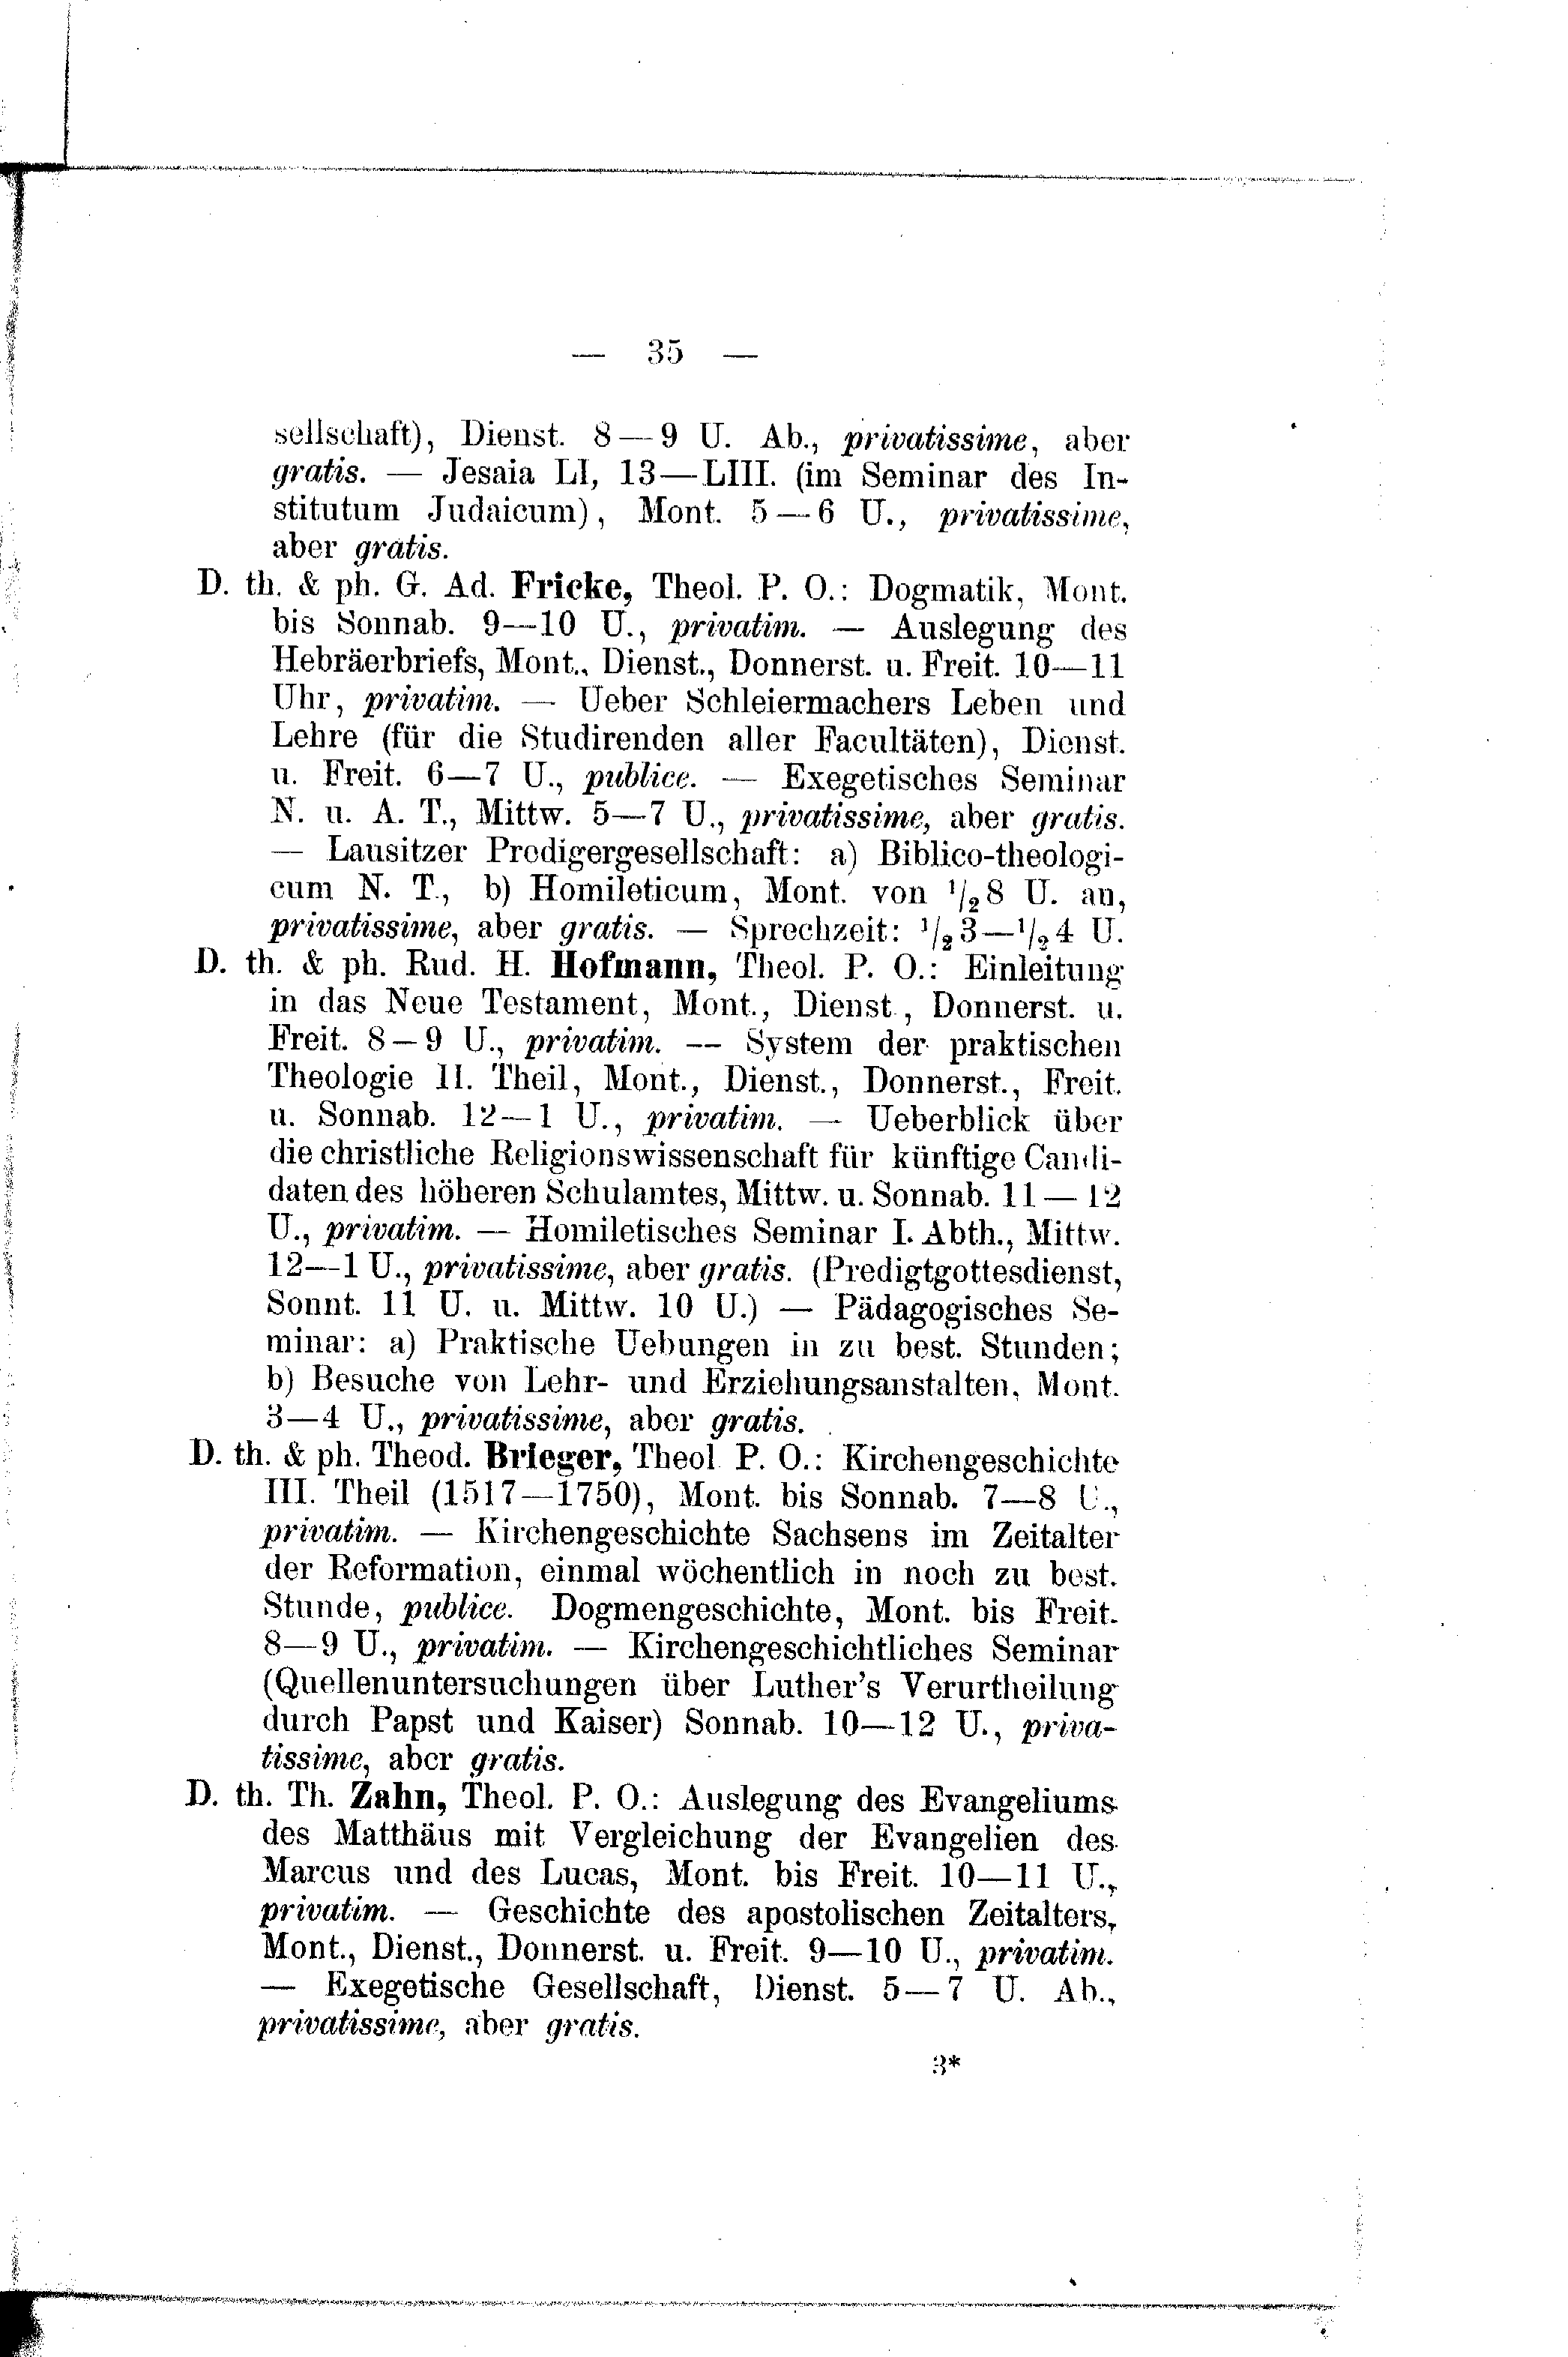 — 35 —
sellschaft), Dienst. 8—9 U. Ab., privatissime, aber
gratis. — Jesaia LI, 13—LIII. (im Seminar des In-
stitutum Judaicum), Mont. 5—6 U., privatissime,
aber gratis.
D. th. & ph. G. Ad. Fricke, Theol. P. O.: Dogmatik, Mont.
bis Sonnab. 9—10 U., privatim. — Auslegung des
Hebräerbriefs, Mont., Dienst., Donnerst. u. Freit. 10—11
Uhr, privatim. — Ueber Schleiermachers Leben und
Lehre (für die Studirenden aller Facultäten), Dienst.
u. Freit. 6—7 U., publice. — Exegetisches Seminar
N. u. A. T., Mittw. 5—7 U., privatissime, aber gratis.
— Lausitzer Predigergesellschaft: a) Biblico-theologi-
cum N. T., b) Homileticum, Mont. von 1/2 8 U. an,
privatissime, aber gratis. — Sprechzeit: 1/2 3—1/2 4 U.
D. th. & ph. Rud. H. Hofmann, Theol. P. O.: Einleitung
in das Neue Testament, Mont., Dienst., Donnerst. u.
Freit. 8—9 U., privatim. — System der praktischen
Theologie II. Theil, Mont., Dienst., Donnerst., Freit.
u. Sonnab. 12—1 U., privatim. — Ueberblick über
die christliche Religionswissenschaft für künftige Candi-
daten des höheren Schulamtes, Mittw. u. Sonnab. 11—12
U., privatim. — Homiletisches Seminar I. Abth., Mittw.
12—1 U., privatissime, aber gratis. (Predigtgottesdienst,
Sonnt. 11 U. u. Mittw. 10 U.) — Pädagogisches Se-
minar: a) Praktische Uebungen in zu best. Stunden;
b) Besuche von Lehr- und Erziehungsanstalten, Mont.
3—4 U., privatissime, aber gratis.
D. th. & ph. Theod. Brieger, Theol P. O.: Kirchengeschichte
III. Theil (1517—1750), Mont. bis Sonnab. 7—8 U.,
privatim. — Kirchengeschichte Sachsens im Zeitalter
der Reformation, einmal wöchentlich in noch zu best.
Stunde, publice. Dogmengeschichte, Mont. bis Freit.
8—9 U., privatim. — Kirchengeschichtliches Seminar
(Quellenuntersuchungen über Luther's Verurtheilung
durch Papst und Kaiser) Sonnab. 10—12 U., priva-
tissime, aber gratis.
D. th. Th. Zahn, Theol. P. O.: Auslegung des Evangeliums
des Matthäus mit Vergleichung der Evangelien des
Marcus und des Lucas, Mont. bis Freit. 10—11 U.,
privatim. — Geschichte des apostolischen Zeitalters,
Mont., Dienst., Donnerst. u. Freit. 9—10 U., privatim.
— Exegetische Gesellschaft, Dienst. 5—7 U. Ab.,
privatissime, aber gratis.
3*